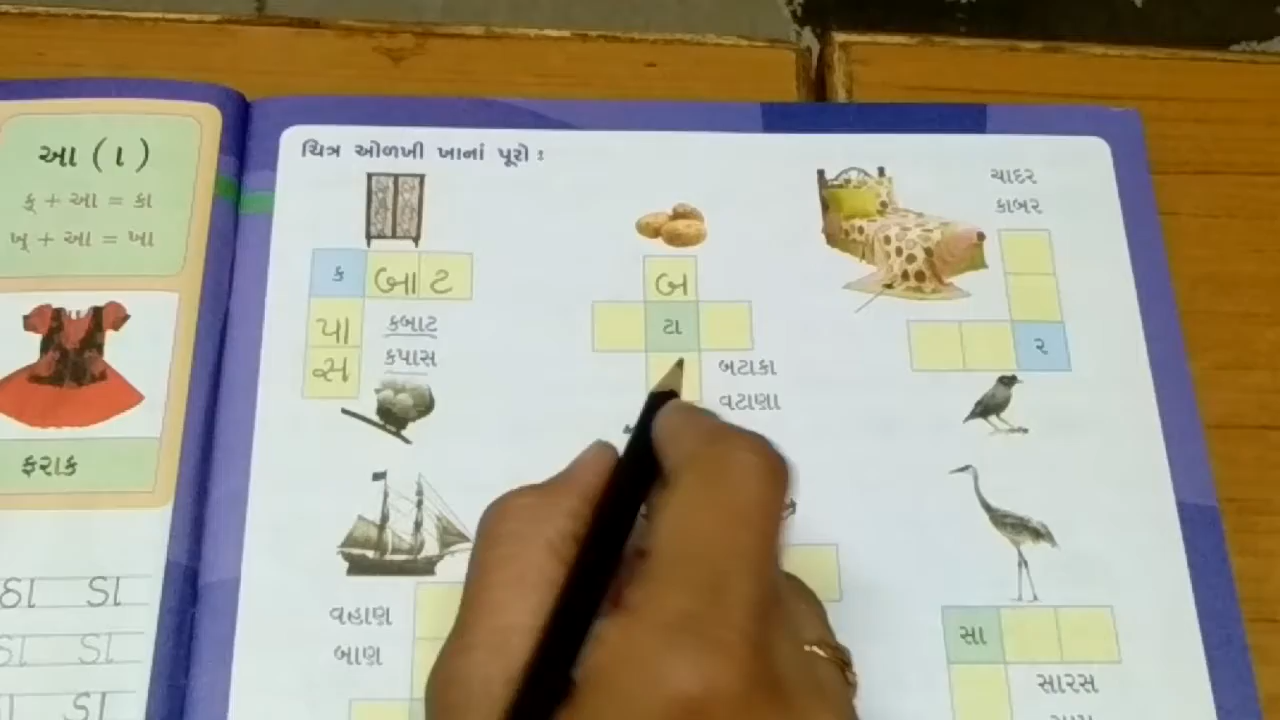 આ ( ા )
ક્ + આ = કા
ખ્ + આ = ખા
ફરાક
ઠા ડા
ડા ડા
ડા
ચિત્ર ઓળખી ખાનાં પૂરો :
ક બા ટ
પા
સ
કબાટ
કપાસ
બ
ટા
બટાકા
વટાણા
ચાદર
કાબર
ર
વહાણ
બાણ
સા
સારસ